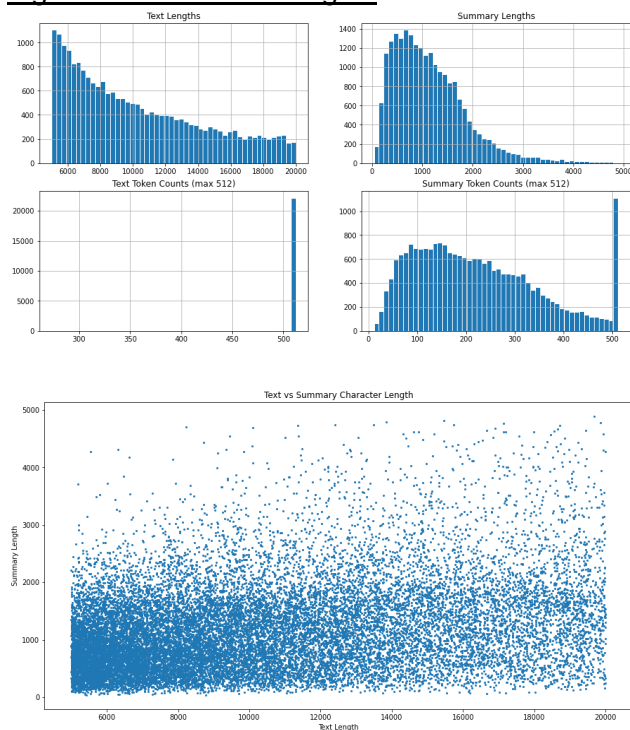 Text Lengths
1000
800
600
400
200
0
6000 8000 10000 12000 14000 16000 18000 20000
Summary Lengths
1400
1200
1000
800
600
400
200
0
0 1000 2000 3000 4000 5000
Text Token Counts (max 512)
20000
15000
10000
5000
0
300 350 400 450 500
Summary Token Counts (max 512)
1000
800
600
400
200
0
0 100 200 300 400 500
Text vs Summary Character Length
5000
4000
3000
2000
1000
0
Summary Length
6000 8000 10000 12000 14000 16000 18000 20000
Text Length